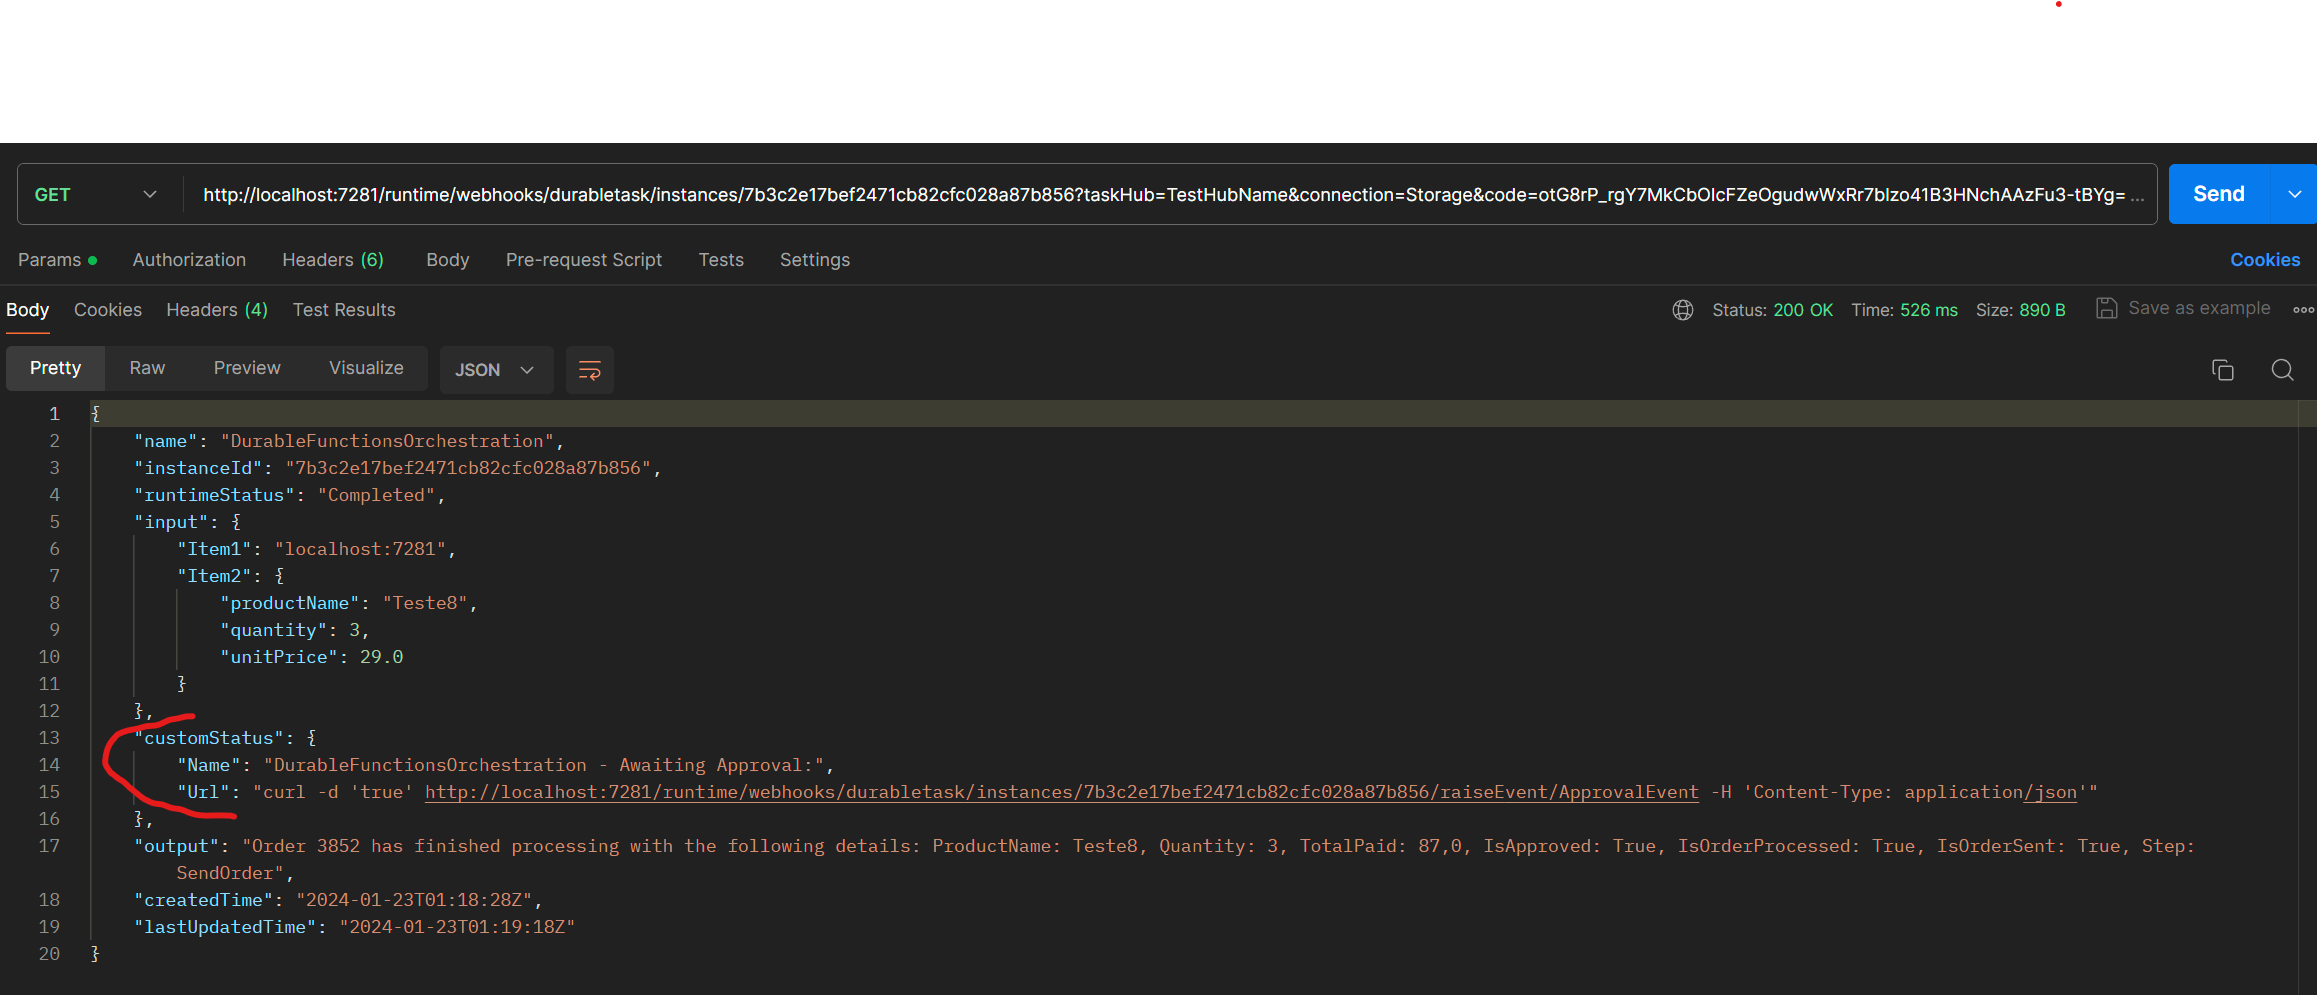 GET http://localhost:7281/runtime/webhooks/durabletask/instances/7b3c2e17bef2471cb82cfc028a87b856?taskHub=TestHubName&connection=Storage&code=otG8rP_rgY7MkCbOlcFZeOgudwWxRr7blzo41B3HNchAAzFu3-tBYg= ... Send
Params Authorization Headers (6) Body Pre-request Script Tests Settings Cookies
Body Cookies Headers (4) Test Results Status: 200 OK Time: 526 ms Size: 890 B Save as example
Pretty Raw Preview Visualize JSON
1 {
2 "name": "DurableFunctionsOrchestration",
3 "instanceId": "7b3c2e17bef2471cb82cfc028a87b856",
4 "runtimeStatus": "Completed",
5 "input": {
6 "Item1": "localhost:7281",
7 "Item2": {
8 "productName": "Teste8",
9 "quantity": 3,
10 "unitPrice": 29.0
11 }
12 },
13 "customStatus": {
14 "Name": "DurableFunctionsOrchestration - Awaiting Approval:",
15 "Url": "curl -d 'true' http://localhost:7281/runtime/webhooks/durabletask/instances/7b3c2e17bef2471cb82cfc028a87b856/raiseEvent/ApprovalEvent -H 'Content-Type: application/json'"
16 },
17 "output": "Order 3852 has finished processing with the following details: ProductName: Teste8, Quantity: 3, TotalPaid: 87,0, IsApproved: True, IsOrderProcessed: True, IsOrderSent: True, Step:
SendOrder",
18 "createdTime": "2024-01-23T01:18:28Z",
19 "lastUpdatedTime": "2024-01-23T01:19:18Z"
20 }